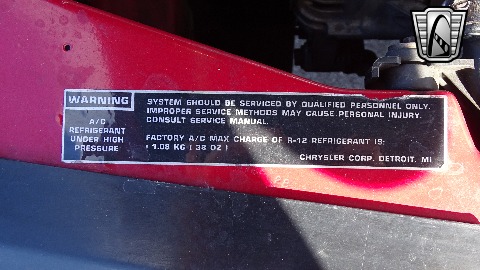 WARNING
A/C
REFRIGERANT
UNDER HIGH
PRESSURE
SYSTEM SHOULD BE SERVICED BY QUALIFIED PERSONNEL ONLY.
IMPROPER SERVICE METHODS MAY CAUSE PERSONAL INJURY.
CONSULT SERVICE MANUAL.
FACTORY A/C MAX CHARGE OF R-12 REFRIGERANT IS:
1.08 KG ( 38 OZ )
CHRYSLER CORP. DETROIT, MI